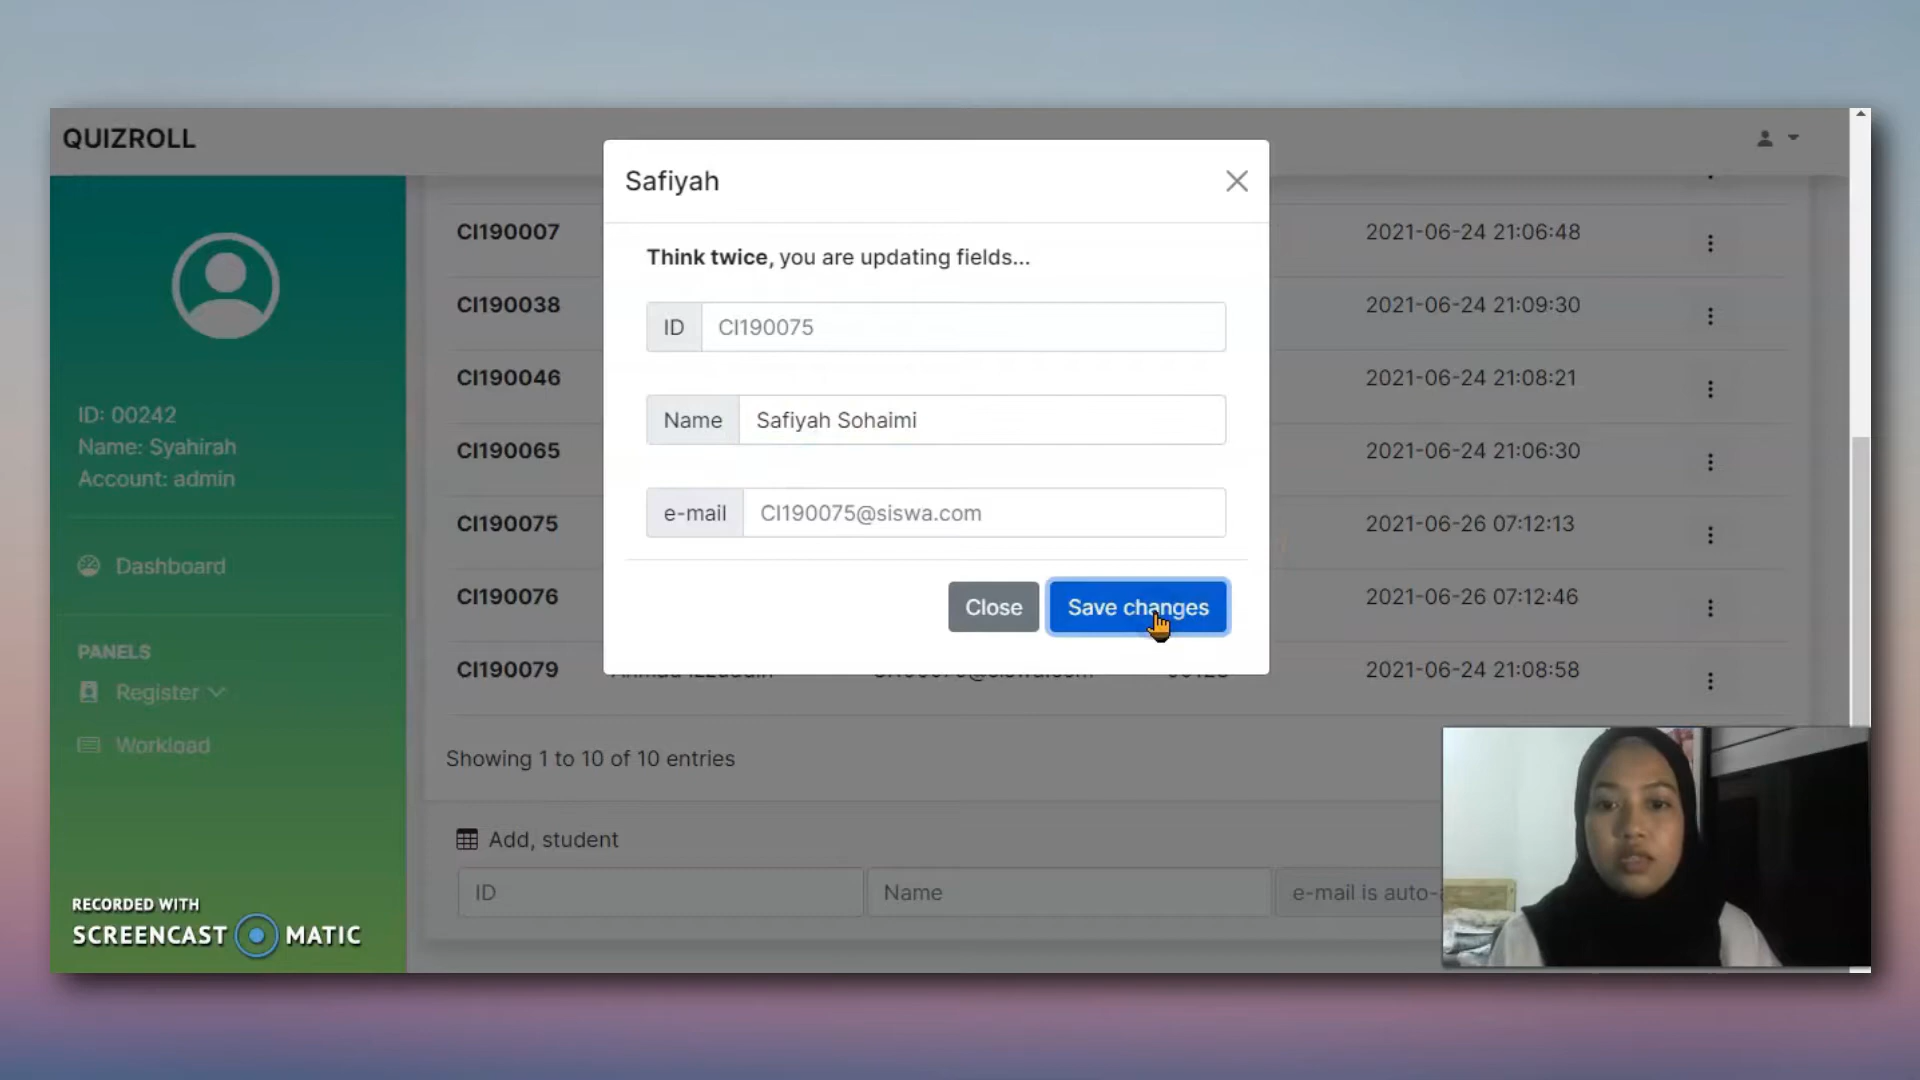 QUIZROLL
ID: 00242
Name: Syahirah
Account: admin
Dashboard
PANELS
Register
Workload
RECORDED WITH
SCREENCAST MATIC
Safiyah
Think twice, you are updating fields...
ID CI190075
Name Safiyah Sohaimi
e-mail CI190075@siswa.com
Close Save changes
CI190007 2021-06-24 21:06:48
CI190038 2021-06-24 21:09:30
CI190046 2021-06-24 21:08:21
CI190065 2021-06-24 21:06:30
CI190075 2021-06-26 07:12:13
CI190076 2021-06-26 07:12:46
CI190079 2021-06-24 21:08:58
Showing 1 to 10 of 10 entries
Add, student
ID Name e-mail is auto-